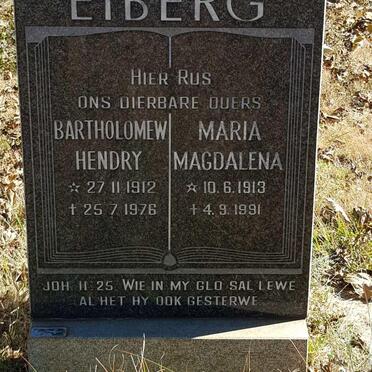 EIBERG
HIER RUS
ONS DIERBARE OUERS
BARTHOLOMEW HENDRY
☆ 27.11.1912
✝ 25.7.1976
MARIA MAGDALENA
☆ 10.6.1913
✝ 4.9.1991
JOH. 11:25. WIE IN MY GLO SAL LEWE
AL HET HY OOK GESTERWE